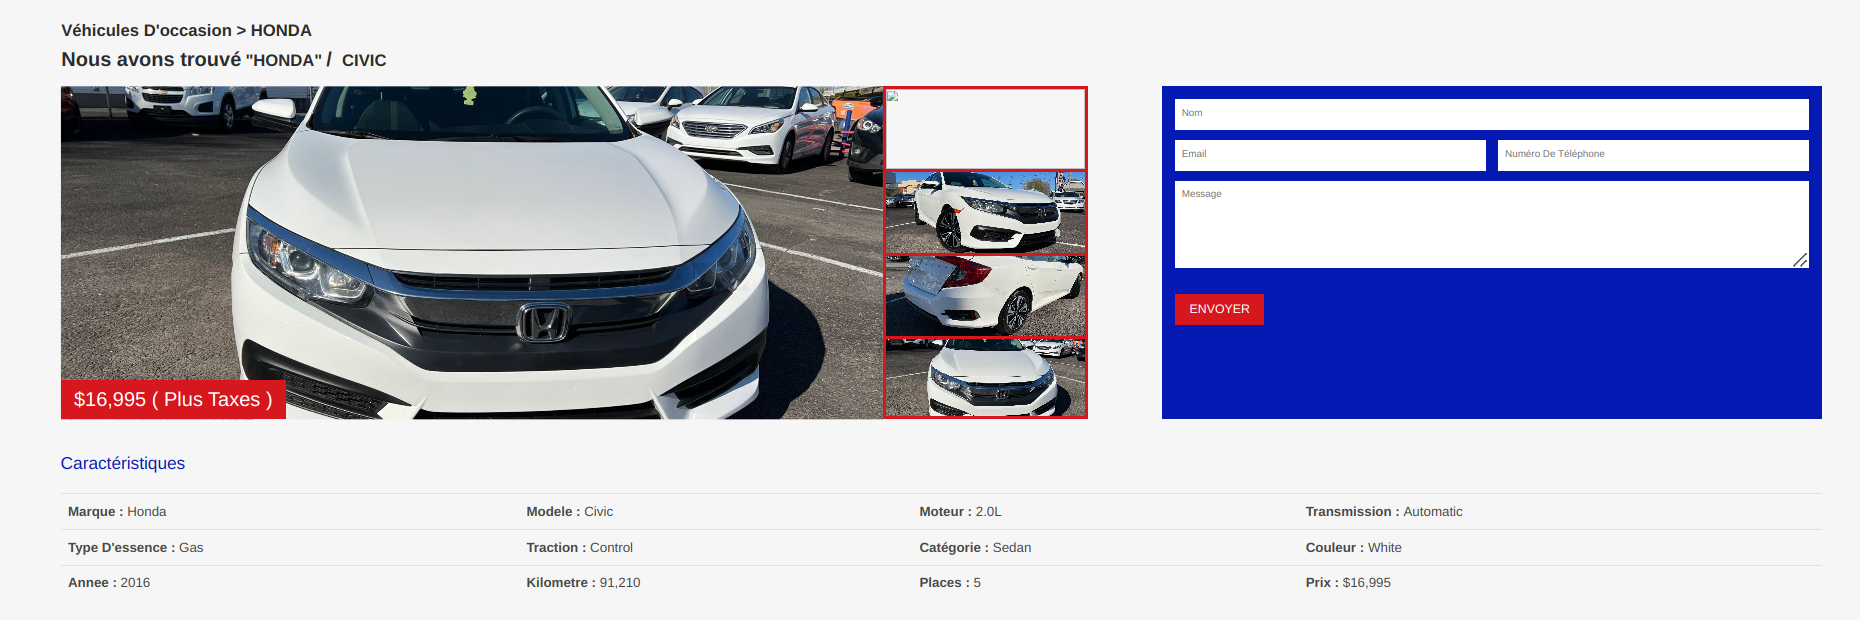 Véhicules D'occasion > HONDA
Nous avons trouvé "HONDA" / CIVIC
$16,995 ( Plus Taxes )
Nom
Email
Numéro De Téléphone
Message
ENVOYER
Caractéristiques
Marque : Honda
Modele : Civic
Moteur : 2.0L
Transmission : Automatic
Type D'essence : Gas
Traction : Control
Catégorie : Sedan
Couleur : White
Annee : 2016
Kilometre : 91,210
Places : 5
Prix : $16,995